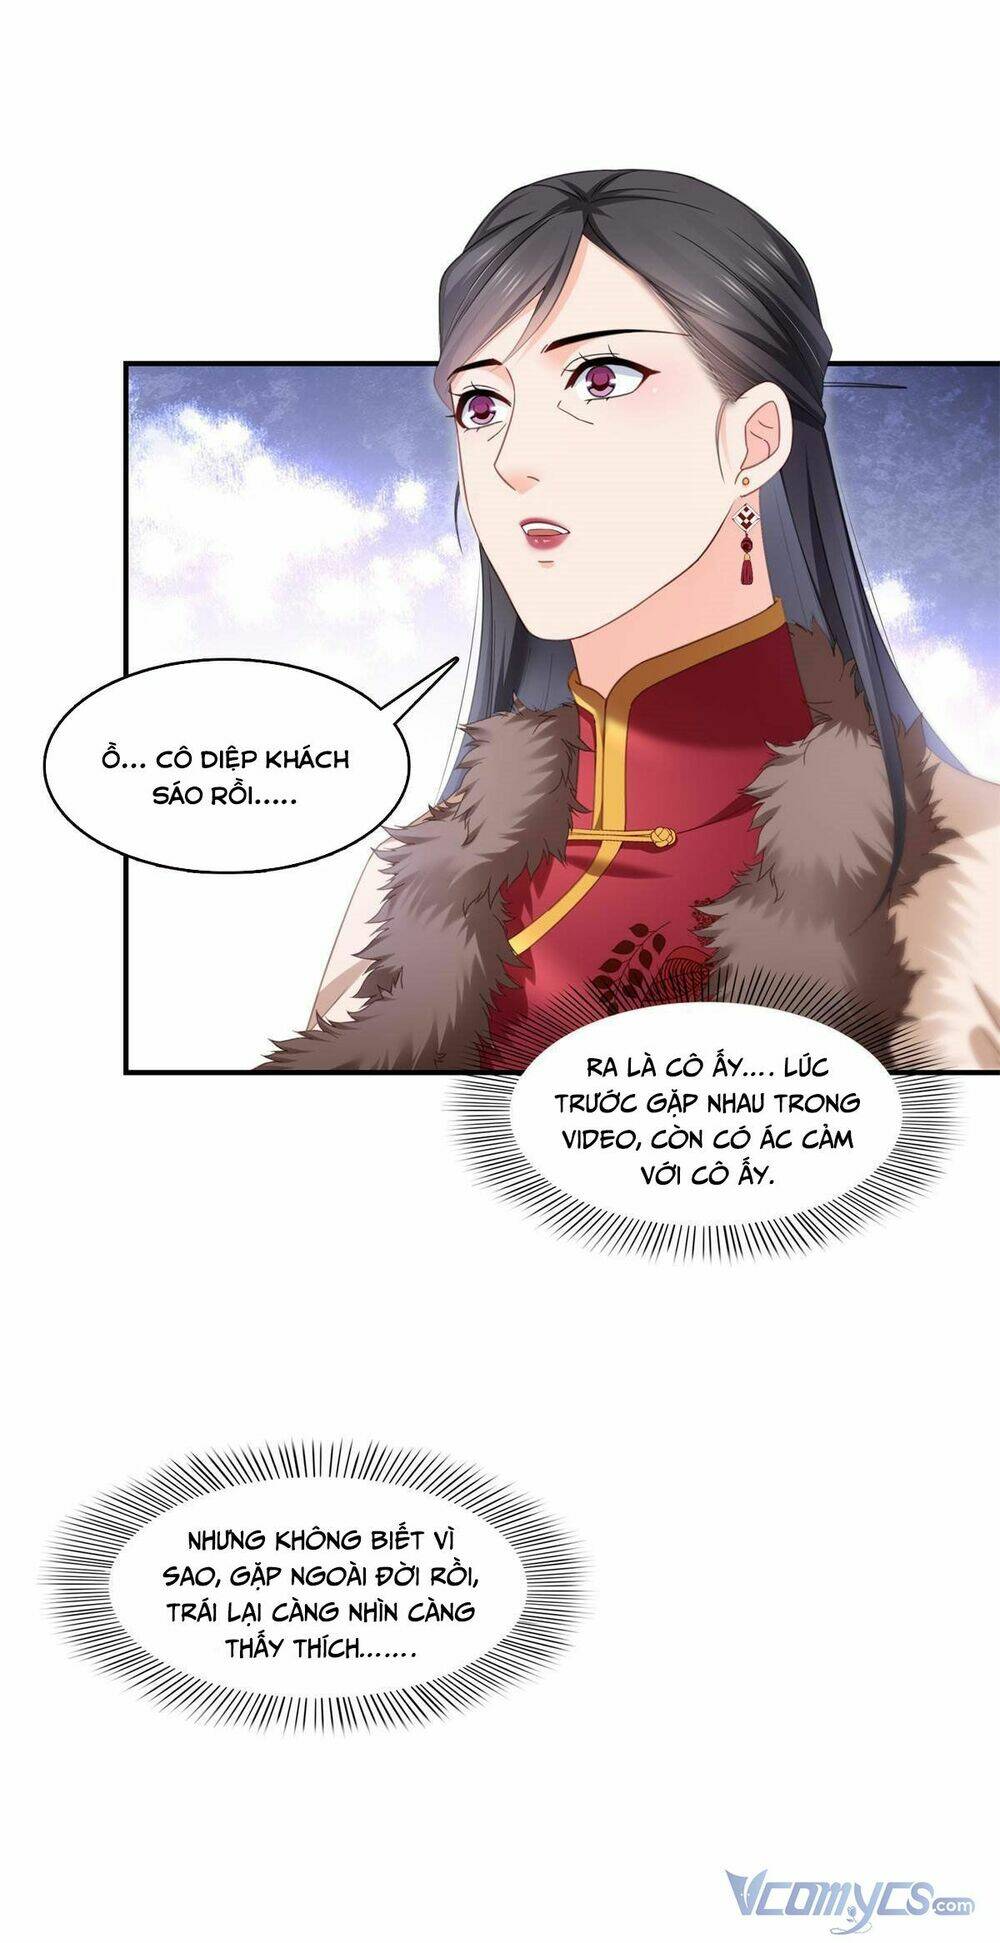 Ồ... CÔ DIỆP KHÁCH
SÁO RỒI.....
RA LÀ CÔ ẤY.... LÚC
TRƯỚC GẶP NHAU TRONG
VIDEO, CÒN CÓ ÁC CẢM
VỚI CÔ ẤY.
NHƯNG KHÔNG BIẾT VÌ
SAO, GẶP NGOÀI ĐỜI RỒI,
TRÁI LẠI CÀNG NHÌN CÀNG
THẤY THÍCH.......
VCOMYCS.COM